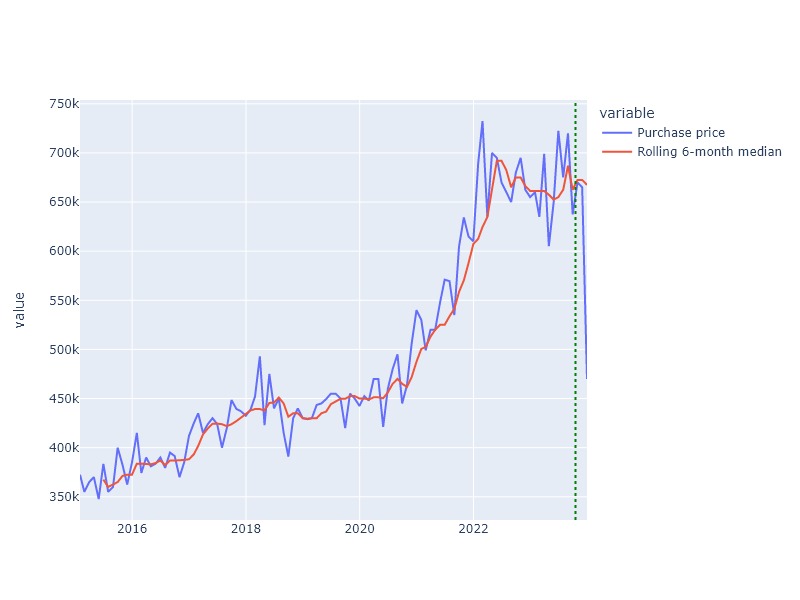 750k
700k
650k
600k
550k
500k
450k
400k
350k
value
2016
2018
2020
2022
variable
Purchase price
Rolling 6-month median